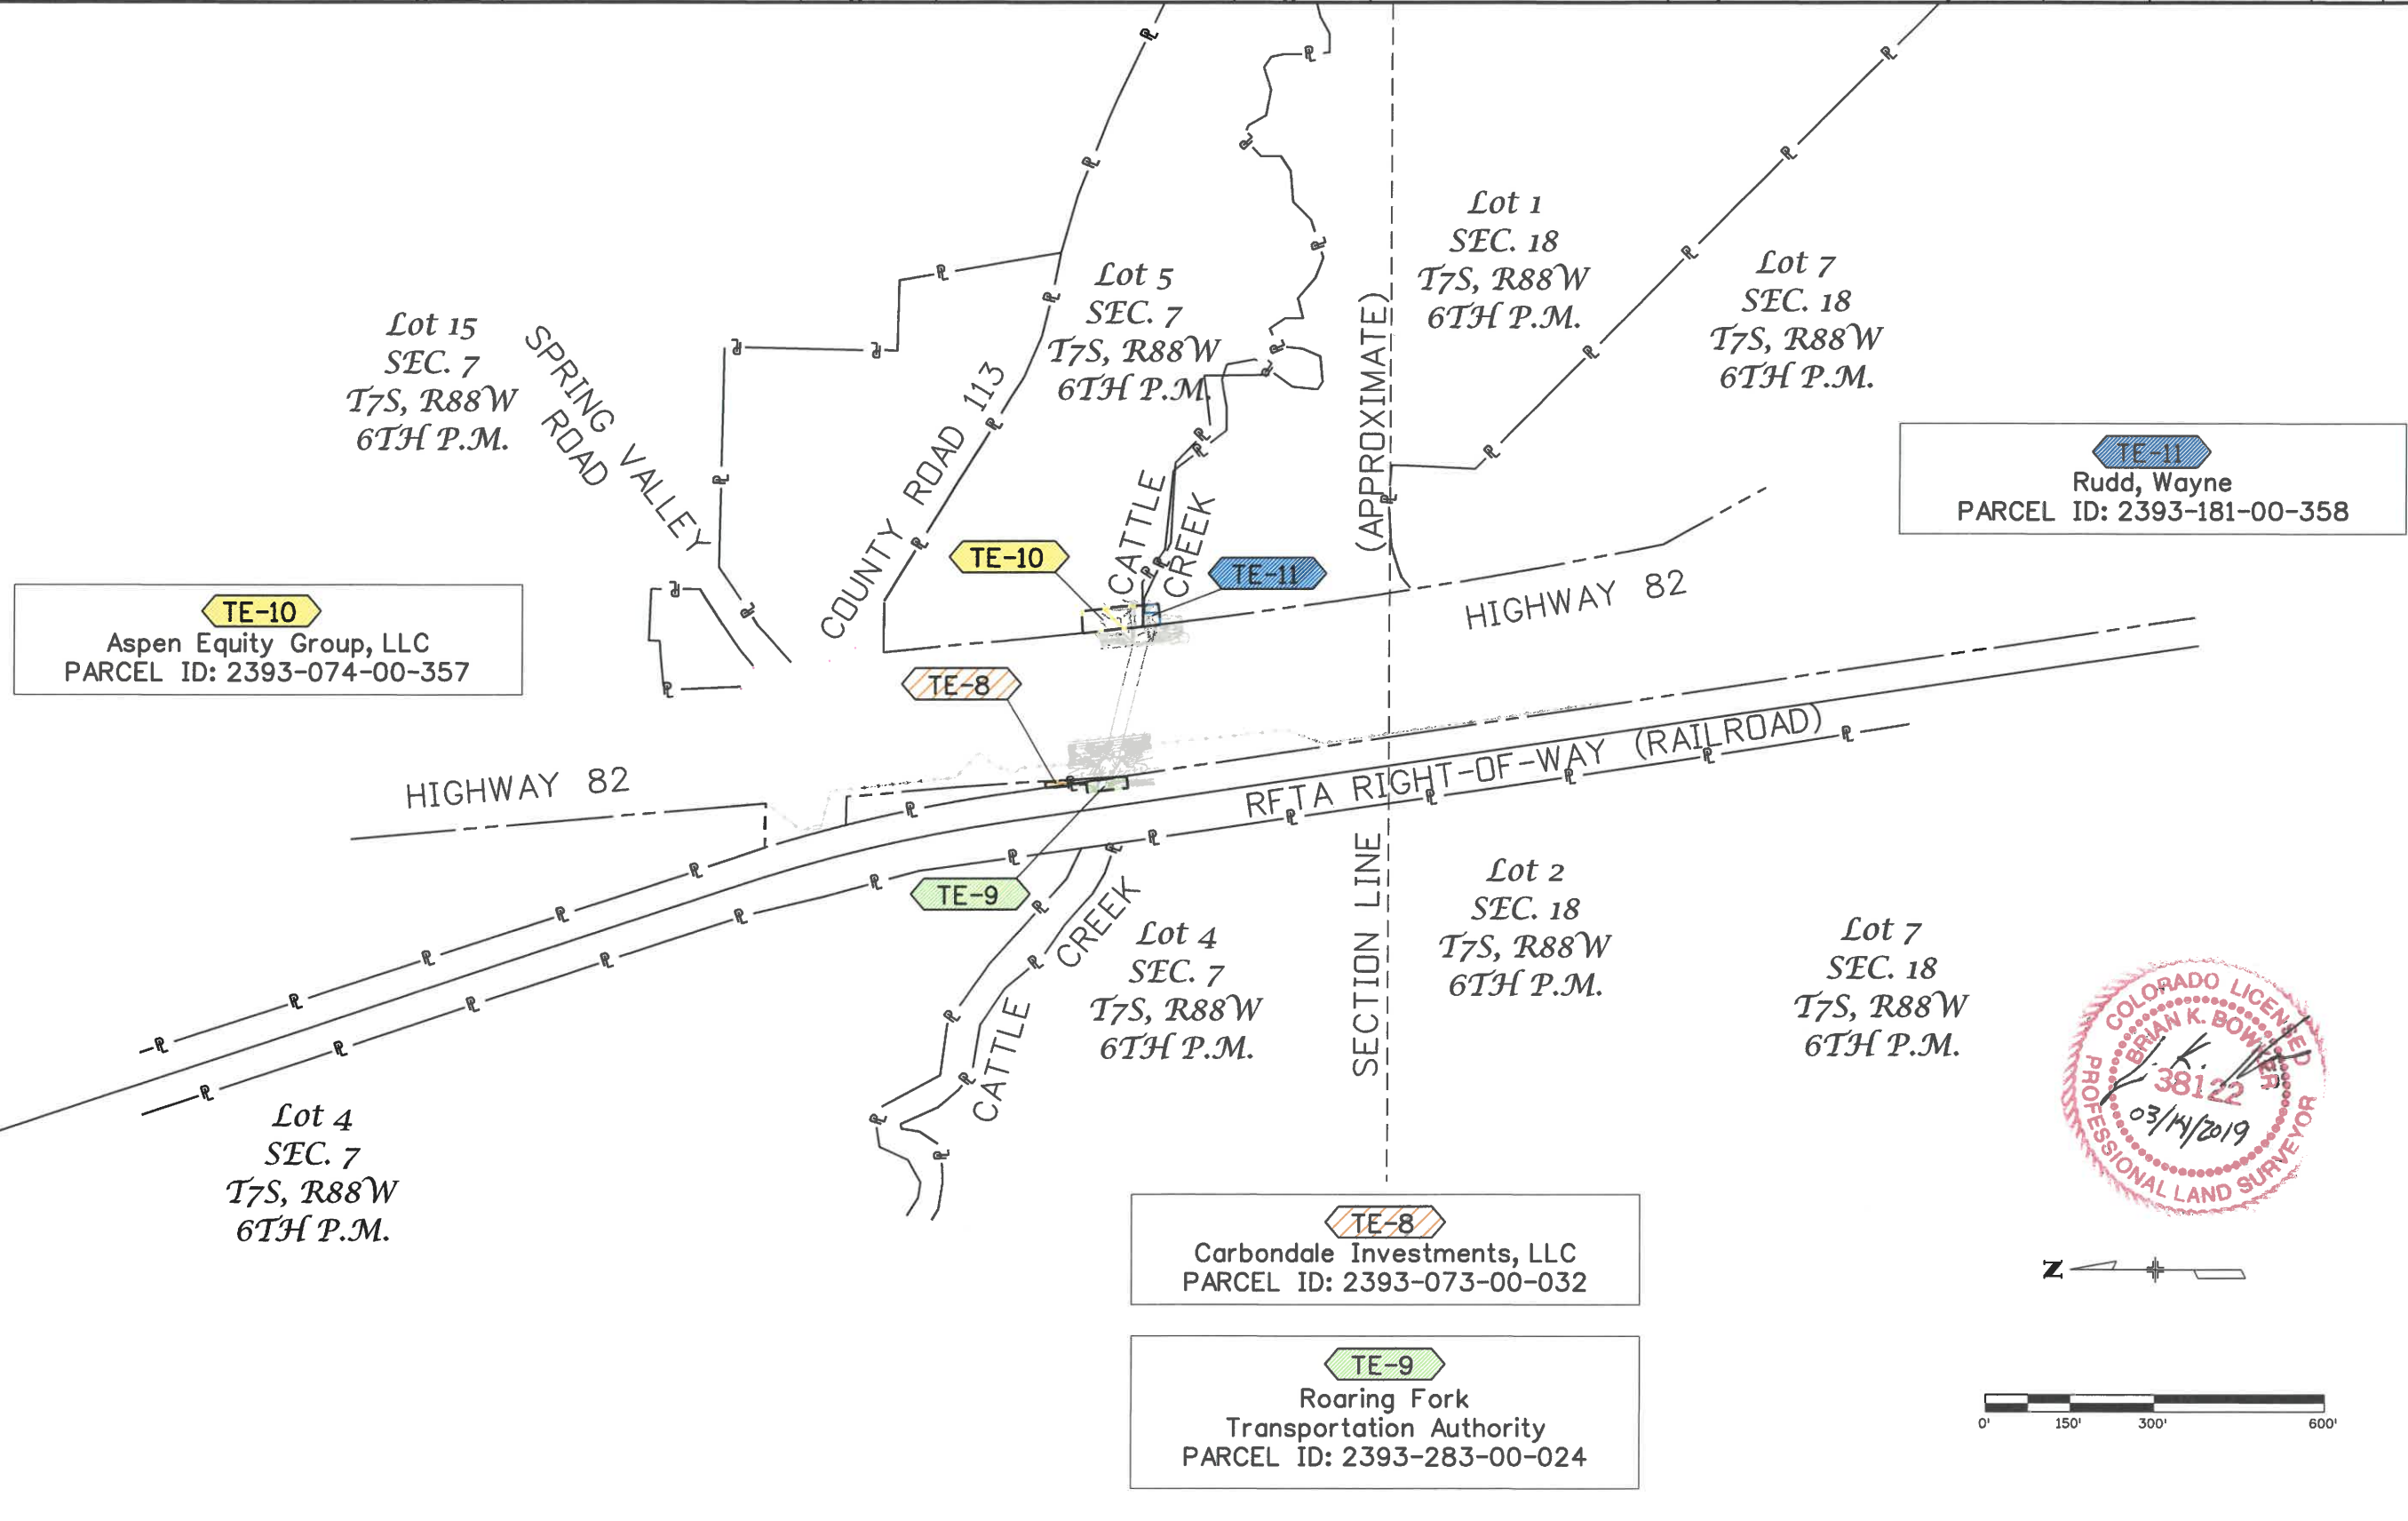 Lot 1
SEC. 18
T7S, R88W
6TH P.M.
Lot 7
SEC. 18
T7S, R88W
6TH P.M.
Lot 5
SEC. 7
T7S, R88W
6TH P.M.
Lot 15
SEC. 7
T7S, R88W
6TH P.M.
SPRING VALLEY
ROAD
COUNTY ROAD 113
CATTLE
CREEK
(APPROXIMATE)
TE-11
Rudd, Wayne
PARCEL ID: 2393-181-00-358
TE-10
TE-11
TE-10
Aspen Equity Group, LLC
PARCEL ID: 2393-074-00-357
HIGHWAY 82
TE-8
HIGHWAY 82
RFTA RIGHT-OF-WAY (RAILROAD)
TE-9
CATTLE CREEK
SECTION LINE
Lot 4
SEC. 7
T7S, R88W
6TH P.M.
Lot 2
SEC. 18
T7S, R88W
6TH P.M.
Lot 7
SEC. 18
T7S, R88W
6TH P.M.
Lot 4
SEC. 7
T7S, R88W
6TH P.M.
COLORADO LICENSED
BRIAN K. BOWKER
38122
03/14/2019
PROFESSIONAL LAND SURVEYOR
TE-8
Carbondale Investments, LLC
PARCEL ID: 2393-073-00-032
N
TE-9
Roaring Fork
Transportation Authority
PARCEL ID: 2393-283-00-024
0' 150' 300' 600'